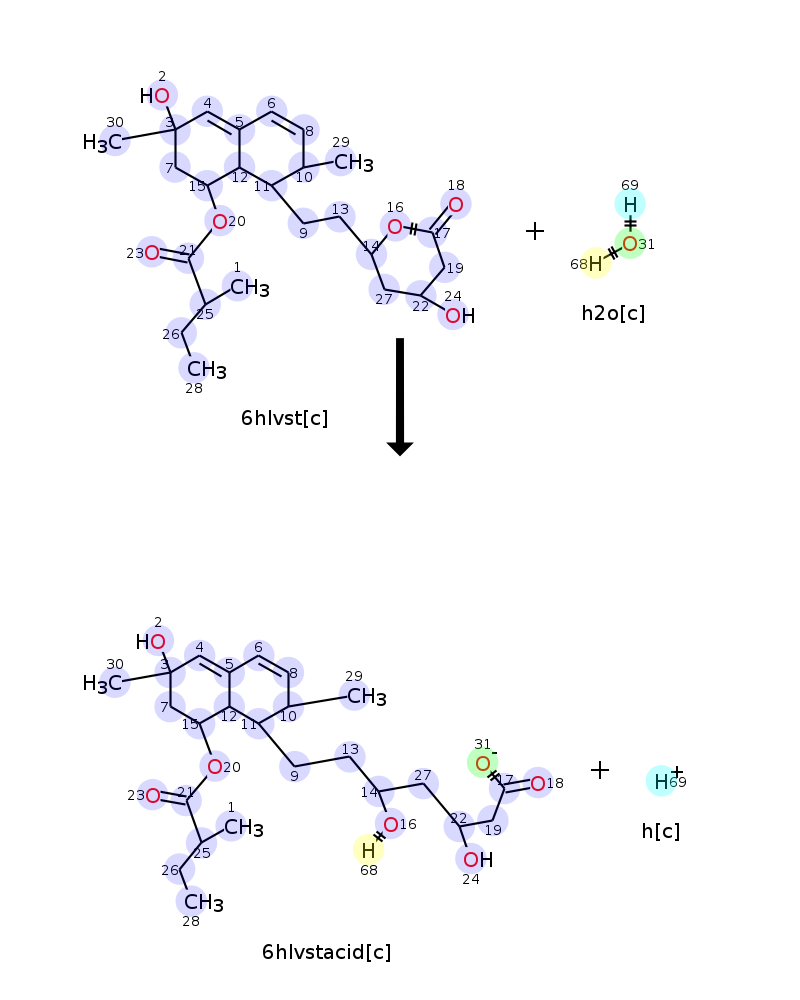 2
HO
4
6
30
3
5
8
29
H3C
CH3
7
12
10
15
11
69
16
18
H
O
20
13
O
O
+
O
31
9
14
17
68
H
23
O
21
1
19
h2o[c]
CH3
27
22
24
25
OH
26
CH3
28
6hlvst[c]
2
HO
4
6
30
3
5
8
29
H3C
CH3
7
12
10
15
11
31
-
O
20
9
13
O
17
+
H
+
69
23
O
21
14
27
O
18
1
CH3
O
16
22
19
h[c]
25
H
68
OH
26
24
CH3
28
6hlvstacid[c]